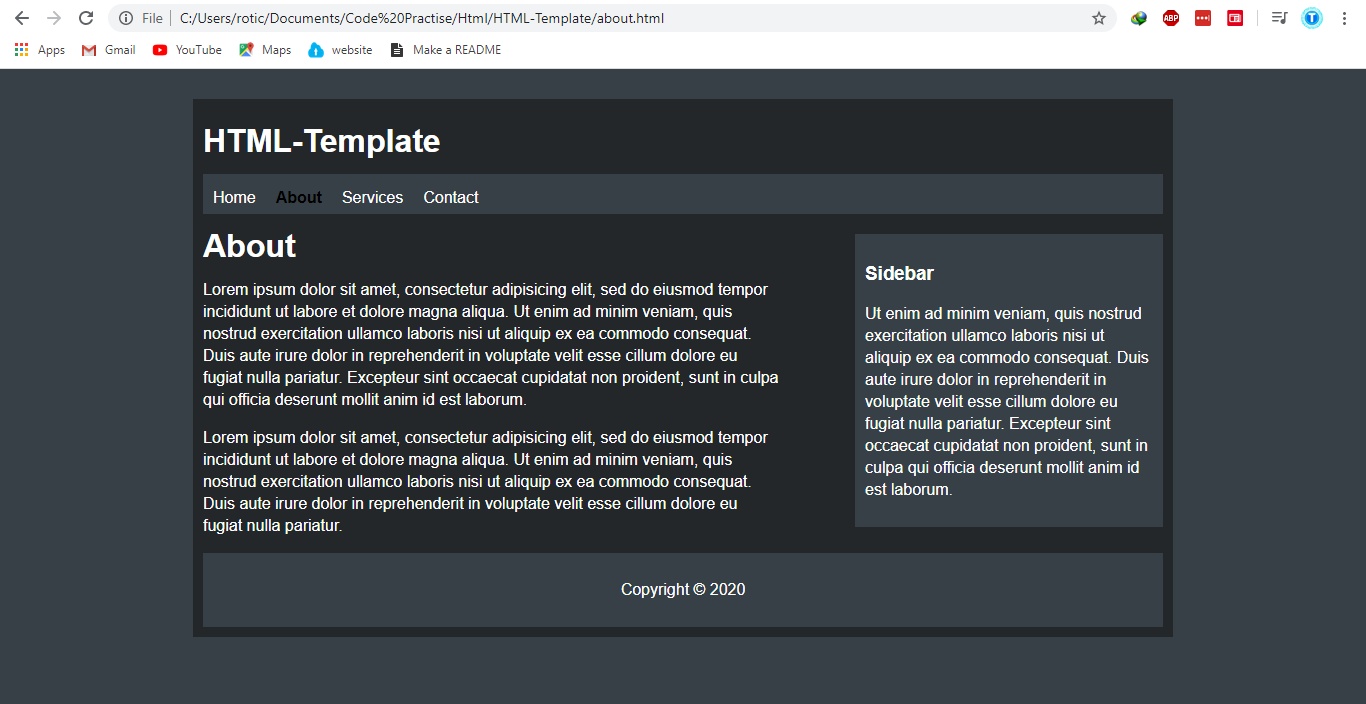 File C:/Users/rotic/Documents/Code%20Practise/Html/HTML-Template/about.html
ABP
T
Apps Gmail YouTube Maps website Make a README
HTML-Template
Home About Services Contact
About
Lorem ipsum dolor sit amet, consectetur adipisicing elit, sed do eiusmod tempor
incididunt ut labore et dolore magna aliqua. Ut enim ad minim veniam, quis
nostrud exercitation ullamco laboris nisi ut aliquip ex ea commodo consequat.
Duis aute irure dolor in reprehenderit in voluptate velit esse cillum dolore eu
fugiat nulla pariatur. Excepteur sint occaecat cupidatat non proident, sunt in culpa
qui officia deserunt mollit anim id est laborum.
Lorem ipsum dolor sit amet, consectetur adipisicing elit, sed do eiusmod tempor
incididunt ut labore et dolore magna aliqua. Ut enim ad minim veniam, quis
nostrud exercitation ullamco laboris nisi ut aliquip ex ea commodo consequat.
Duis aute irure dolor in reprehenderit in voluptate velit esse cillum dolore eu
fugiat nulla pariatur.
Sidebar
Ut enim ad minim veniam, quis nostrud
exercitation ullamco laboris nisi ut
aliquip ex ea commodo consequat. Duis
aute irure dolor in reprehenderit in
voluptate velit esse cillum dolore eu
fugiat nulla pariatur. Excepteur sint
occaecat cupidatat non proident, sunt in
culpa qui officia deserunt mollit anim id
est laborum.
Copyright © 2020